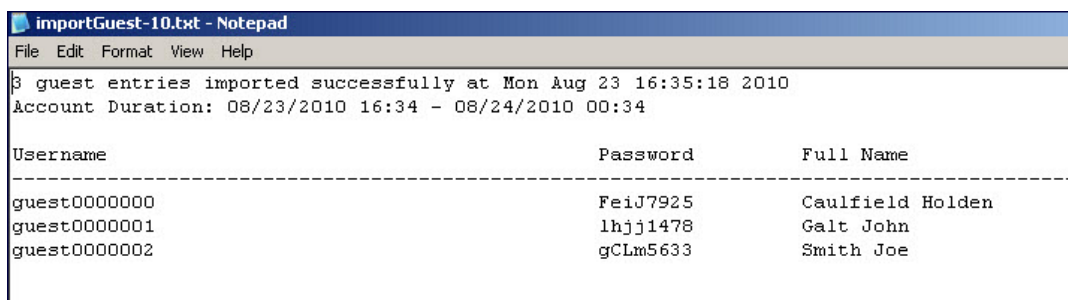 importGuest-10.txt - Notepad
File Edit Format View Help
3 guest entries imported successfully at Mon Aug 23 16:35:18 2010
Account Duration: 08/23/2010 16:34 - 08/24/2010 00:34
Username Password Full Name
--------------------------------------------------------------------------------
guest0000000 FeiJ7925 Caulfield Holden
guest0000001 lhjj1478 Galt John
guest0000002 gCLm5633 Smith Joe